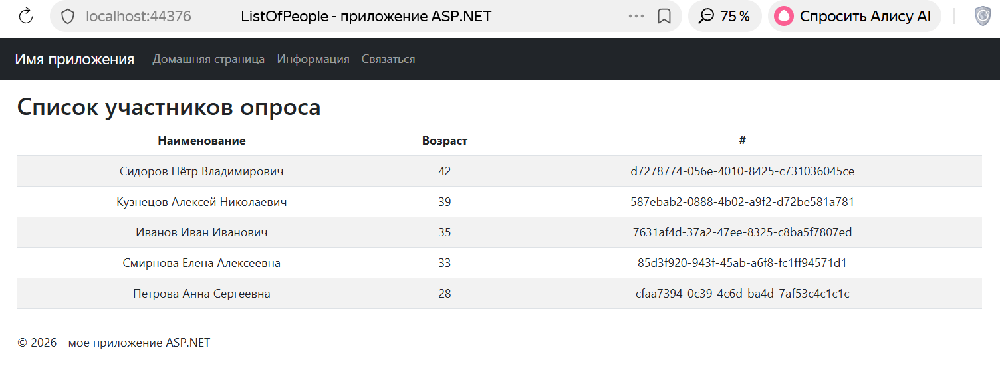 localhost:44376 ListOfPeople - приложение ASP.NET ••• 75 % Спросить Алису AI
Имя приложения Домашняя страница Информация Связаться
Список участников опроса
Наименование Возраст #
Сидоров Пётр Владимирович 42 d7278774-056e-4010-8425-c731036045ce
Кузнецов Алексей Николаевич 39 587ebab2-0888-4b02-a9f2-d72be581a781
Иванов Иван Иванович 35 7631af4d-37a2-47ee-8325-c8ba5f7807ed
Смирнова Елена Алексеевна 33 85d3f920-943f-45ab-a6f8-fc1ff94571d1
Петрова Анна Сергеевна 28 cfaa7394-0c39-4c6d-ba4d-7af53c4c1c1c
© 2026 - мое приложение ASP.NET